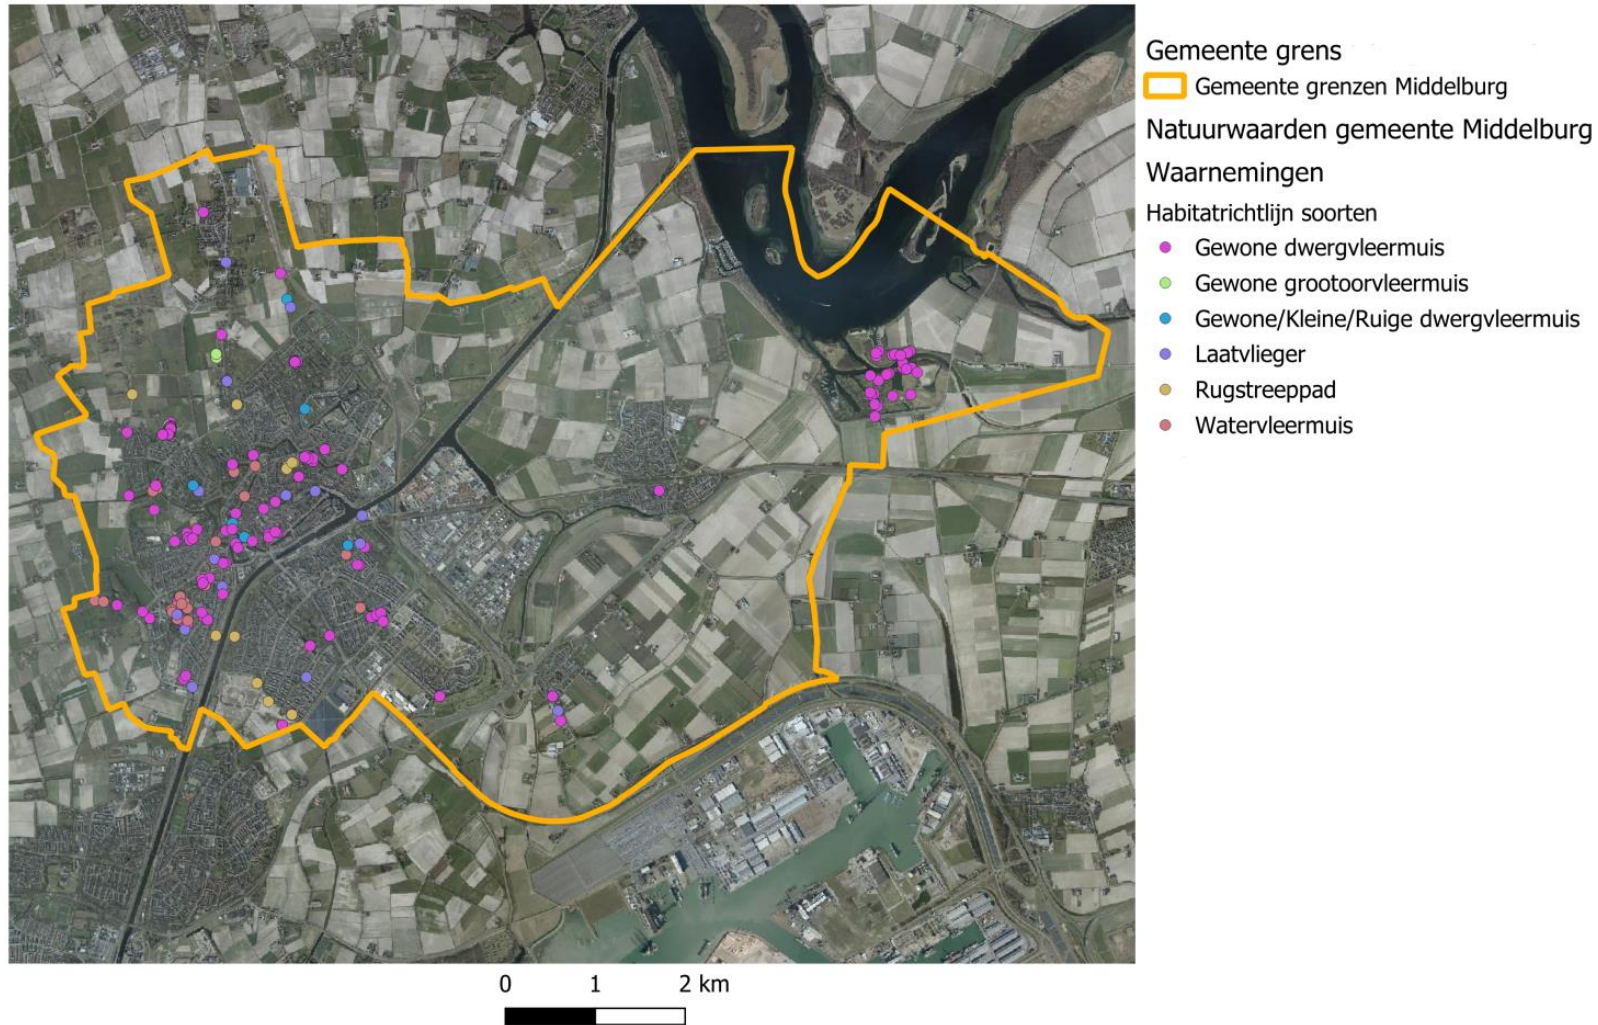 Gemeente grens
Gemeente grenzen Middelburg
Natuurwaarden gemeente Middelburg
Waarnemingen
Habitatrichtlijn soorten
Gewone dwergvleermuis
Gewone grootoorvleermuis
Gewone/Kleine/Ruige dwergvleermuis
Laatvlieger
Rugstreeppad
Watervleermuis
0 1 2 km